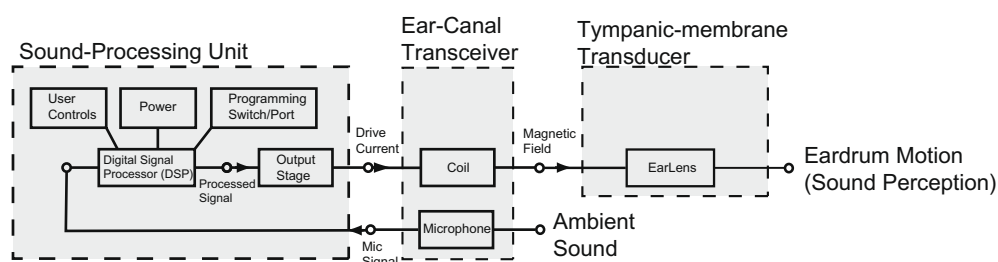 Sound-Processing Unit
Ear-Canal
Transceiver
Tympanic-membrane
Transducer
User
Controls
Power
Programming
Switch/Port
Digital Signal
Processor (DSP)
Processed
Signal
Output
Stage
Drive
Current
Coil
Magnetic
Field
EarLens
Eardrum Motion
(Sound Perception)
Microphone
Mic
Signal
Ambient
Sound